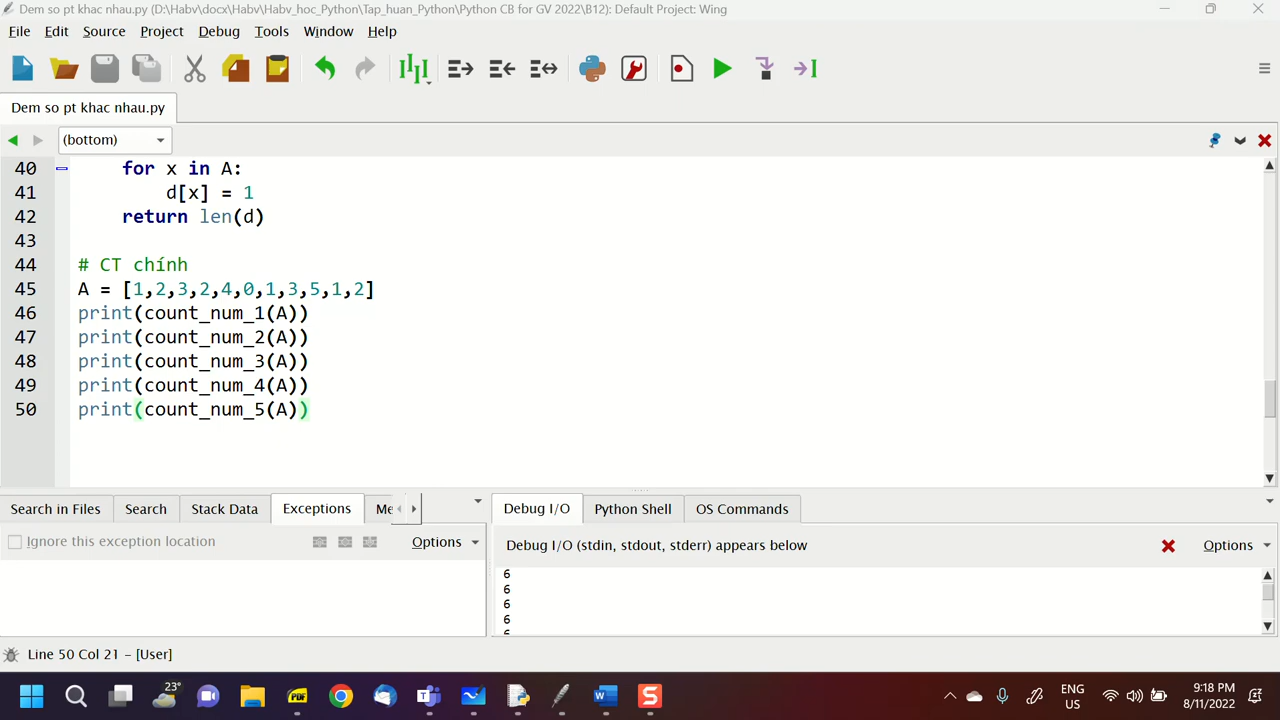 Dem so pt khac nhau.py (D:\Habv\docx\Habv\Habv_hoc_Python\Tap_huan_Python\Python CB for GV 2022\B12): Default Project: Wing
File Edit Source Project Debug Tools Window Help
Dem so pt khac nhau.py
(bottom)
40 for x in A:
41 d[x] = 1
42 return len(d)
43
44 # CT chính
45 A = [1,2,3,2,4,0,1,3,5,1,2]
46 print(count_num_1(A))
47 print(count_num_2(A))
48 print(count_num_3(A))
49 print(count_num_4(A))
50 print(count_num_5(A))
Search in Files Search Stack Data Exceptions Me Debug I/O Python Shell OS Commands
Ignore this exception location Options Debug I/O (stdin, stdout, stderr) appears below Options
6
6
6
6
6
Line 50 Col 21 – [User]
23° PDF ENG US 9:18 PM 8/11/2022